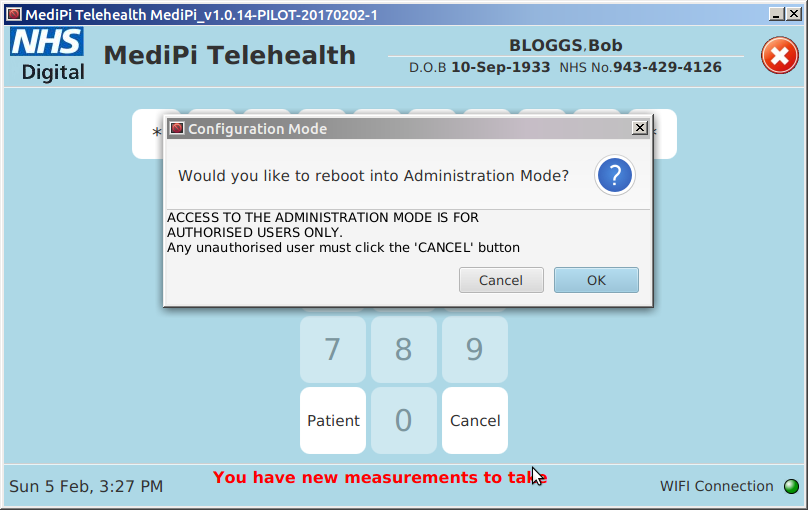 MediPi Telehealth MediPi_v1.0.14-PILOT-20170202-1
NHS
Digital
MediPi Telehealth
BLOGGS,Bob
D.O.B 10-Sep-1933 NHS No.943-429-4126
*
Configuration Mode
Would you like to reboot into Administration Mode?
?
ACCESS TO THE ADMINISTRATION MODE IS FOR
AUTHORISED USERS ONLY.
Any unauthorised user must click the 'CANCEL' button
Cancel
OK
7 8 9
Patient 0 Cancel
You have new measurements to take
Sun 5 Feb, 3:27 PM
WIFI Connection